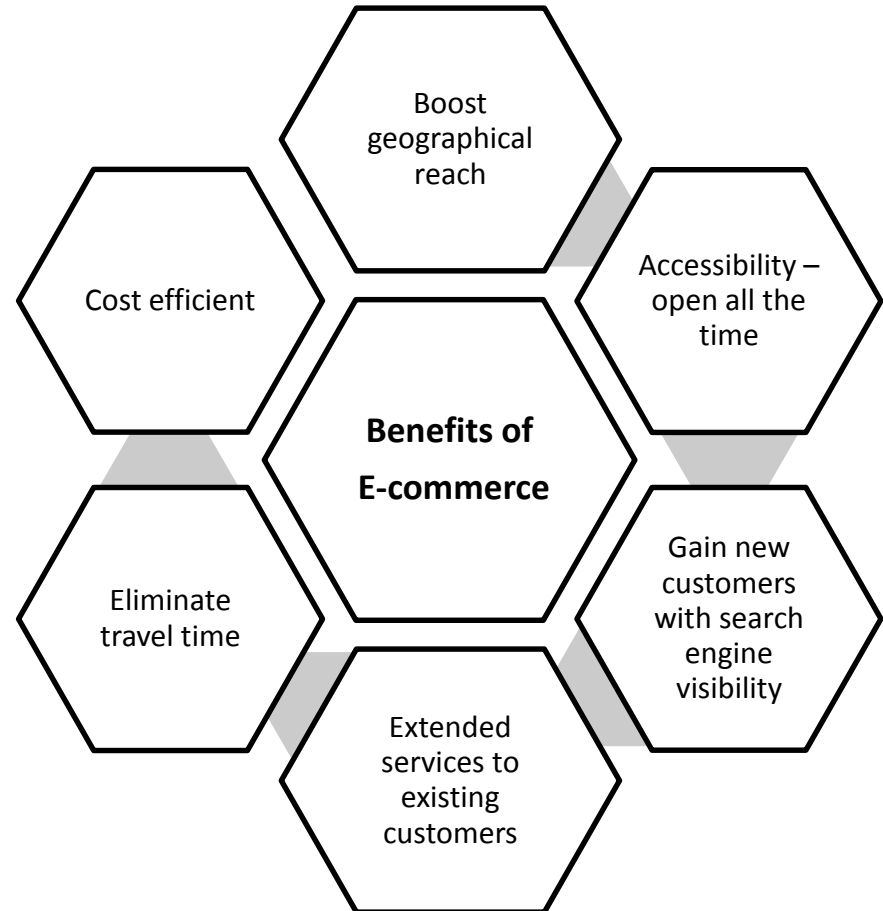 Boost
geographical
reach
Accessibility –
open all the
time
Gain new
customers
with search
engine
visibility
Extended
services to
existing
customers
Eliminate
travel time
Cost efficient
Benefits of
E-commerce